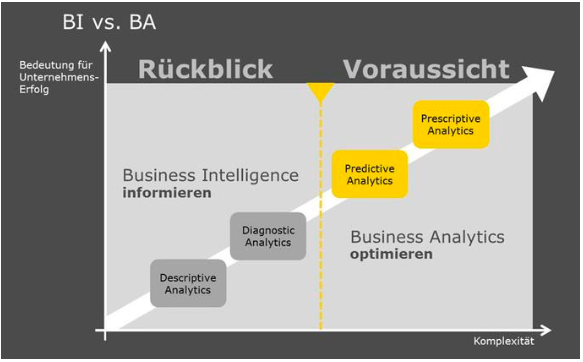 BI vs. BA
Bedeutung für
Unternehmens-
Erfolg
Rückblick
Voraussicht
Prescriptive
Analytics
Predictive
Analytics
Business Intelligence
informieren
Diagnostic
Analytics
Business Analytics
optimieren
Descriptive
Analytics
Komplexität